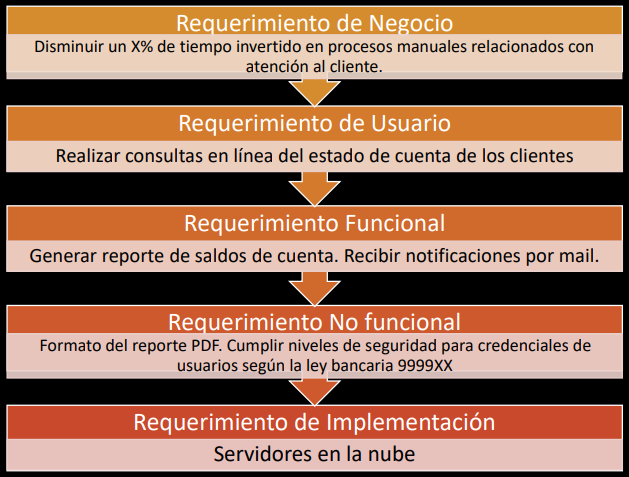 Requerimiento de Negocio
Disminuir un X% de tiempo invertido en procesos manuales relacionados con
atención al cliente.
Requerimiento de Usuario
Realizar consultas en línea del estado de cuenta de los clientes
Requerimiento Funcional
Generar reporte de saldos de cuenta. Recibir notificaciones por mail.
Requerimiento No funcional
Formato del reporte PDF. Cumplir niveles de seguridad para credenciales de
usuarios según la ley bancaria 9999XX
Requerimiento de Implementación
Servidores en la nube